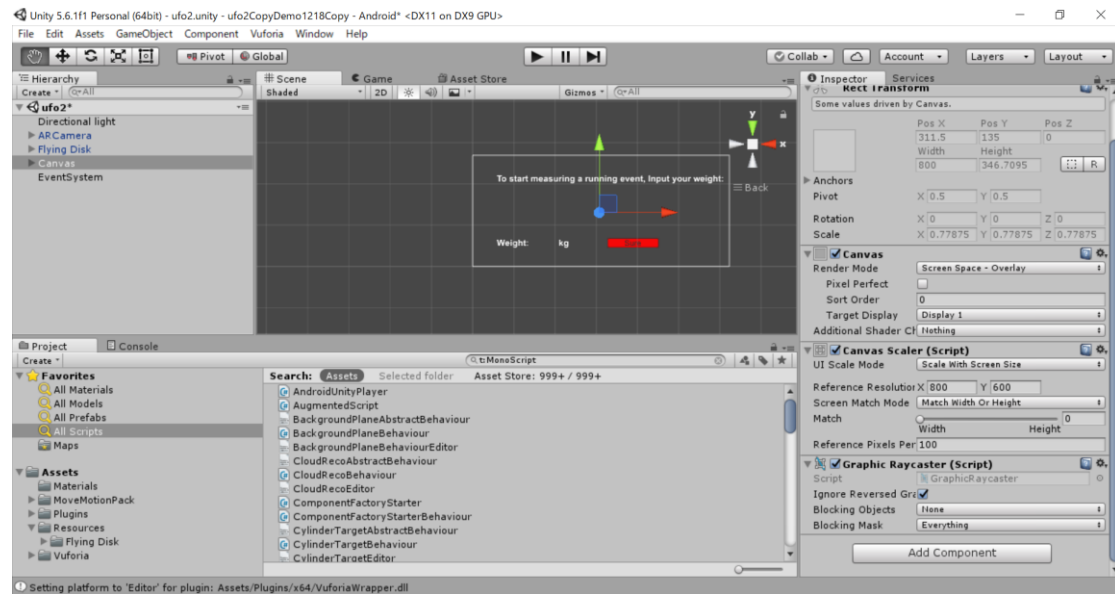 Unity 5.6.1f1 Personal (64bit) - ufo2.unity - ufo2CopyDemo1218Copy - Android* <DX11 on DX9 GPU>
File Edit Assets GameObject Component Vuforia Window Help
Pivot Global Collab Account Layers Layout
Hierarchy
Create All
ufo2*
Directional light
ARCamera
Flying Disk
Canvas
EventSystem
Scene Game Asset Store
Shaded 2D Gizmos All
y
x
Back
To start measuring a running event, Input your weight:
Weight: kg
Inspector Services
Rect Transform
Some values driven by Canvas.
Pos X Pos Y Pos Z
311.5 135 0
Width Height
800 346.7095 R
Anchors
Pivot X 0.5 Y 0.5
Rotation X 0 Y 0 Z 0
Scale X 0.77875 Y 0.77875 Z 0.77875
Canvas
Render Mode Screen Space - Overlay
Pixel Perfect
Sort Order 0
Target Display Display 1
Additional Shader Ch Nothing
Canvas Scaler (Script)
UI Scale Mode Scale With Screen Size
Reference Resolution X 800 Y 600
Screen Match Mode Match Width Or Height
Match 0
Width Height
Reference Pixels Per 100
Graphic Raycaster (Script)
Script GraphicRaycaster
Ignore Reversed Gra
Blocking Objects None
Blocking Mask Everything
Add Component
Project Console
Create t:MonoScript
Favorites
All Materials
All Models
All Prefabs
All Scripts
Maps
Assets
Materials
MoveMotionPack
Plugins
Resources
Flying Disk
Vuforia
Search: Assets Selected folder Asset Store: 999+ / 999+
AndroidUnityPlayer
AugmentedScript
BackgroundPlaneAbstractBehaviour
BackgroundPlaneBehaviour
BackgroundPlaneBehaviourEditor
CloudRecoAbstractBehaviour
CloudRecoBehaviour
CloudRecoEditor
ComponentFactoryStarter
ComponentFactoryStarterBehaviour
CylinderTargetAbstractBehaviour
CylinderTargetBehaviour
CylinderTargetEditor
Setting platform to 'Editor' for plugin: Assets/Plugins/x64/VuforiaWrapper.dll